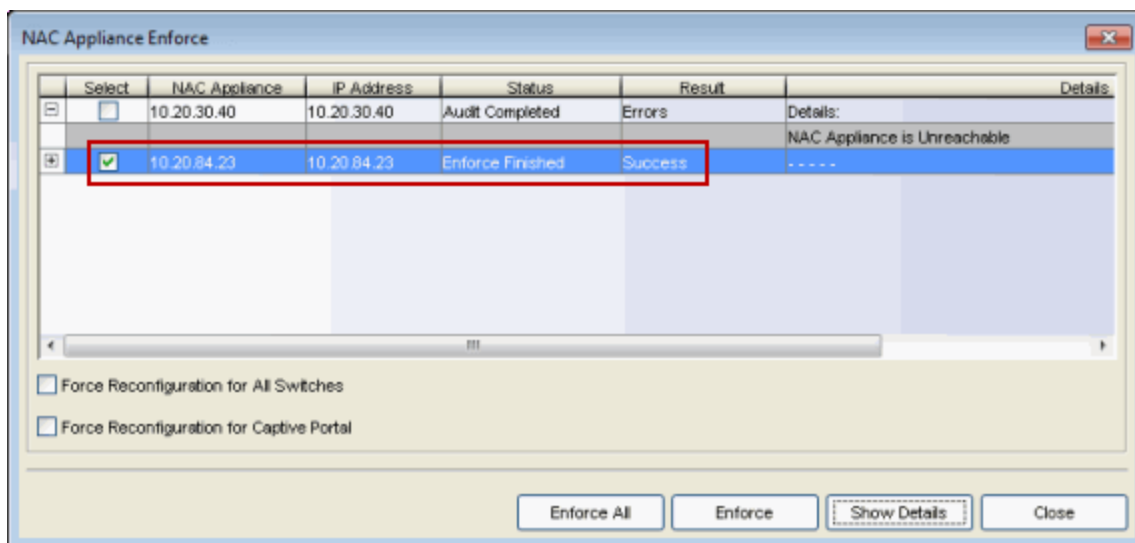 NAC Appliance Enforce
Select NAC Appliance IP Address Status Result Details
10.20.30.40 10.20.30.40 Audit Completed Errors Details:
NAC Appliance is Unreachable
10.20.84.23 10.20.84.23 Enforce Finished Success - - - - -
Force Reconfiguration for All Switches
Force Reconfiguration for Captive Portal
Enforce All Enforce Show Details Close